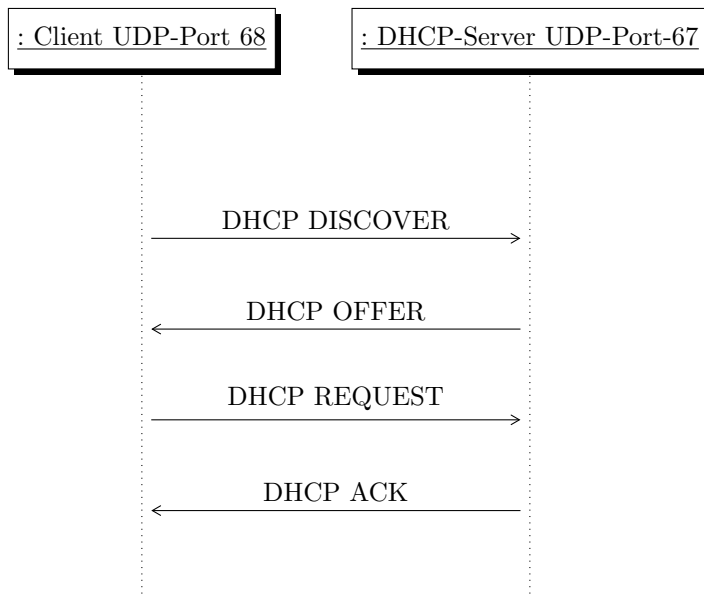 : Client UDP-Port 68
: DHCP-Server UDP-Port-67
DHCP DISCOVER
DHCP OFFER
DHCP REQUEST
DHCP ACK